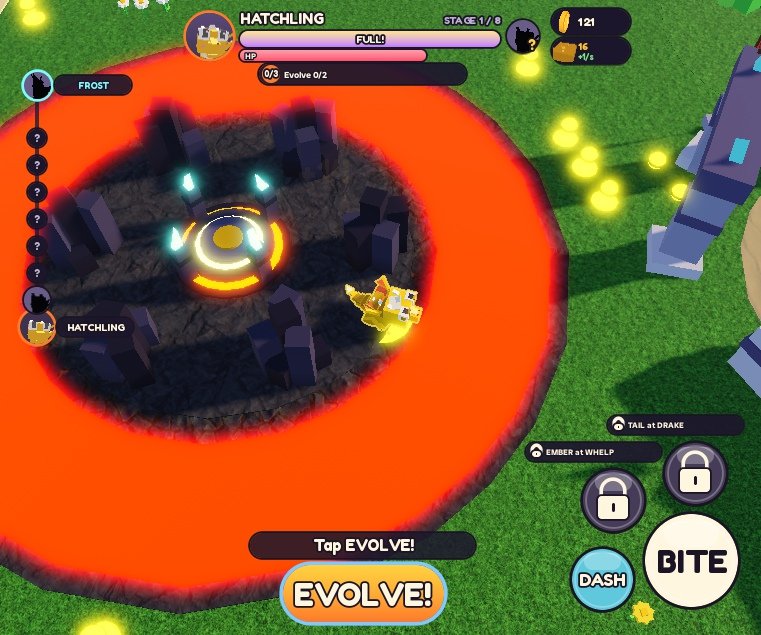 HATCHLING
STAGE 1 / 8
FULL!
HP
0/3 Evolve 0/2
?
121
16
+1/s
FROST
?
?
?
?
?
?
HATCHLING
TAIL at DRAKE
EMBER at WHELP
Tap EVOLVE!
EVOLVE!
DASH
BITE